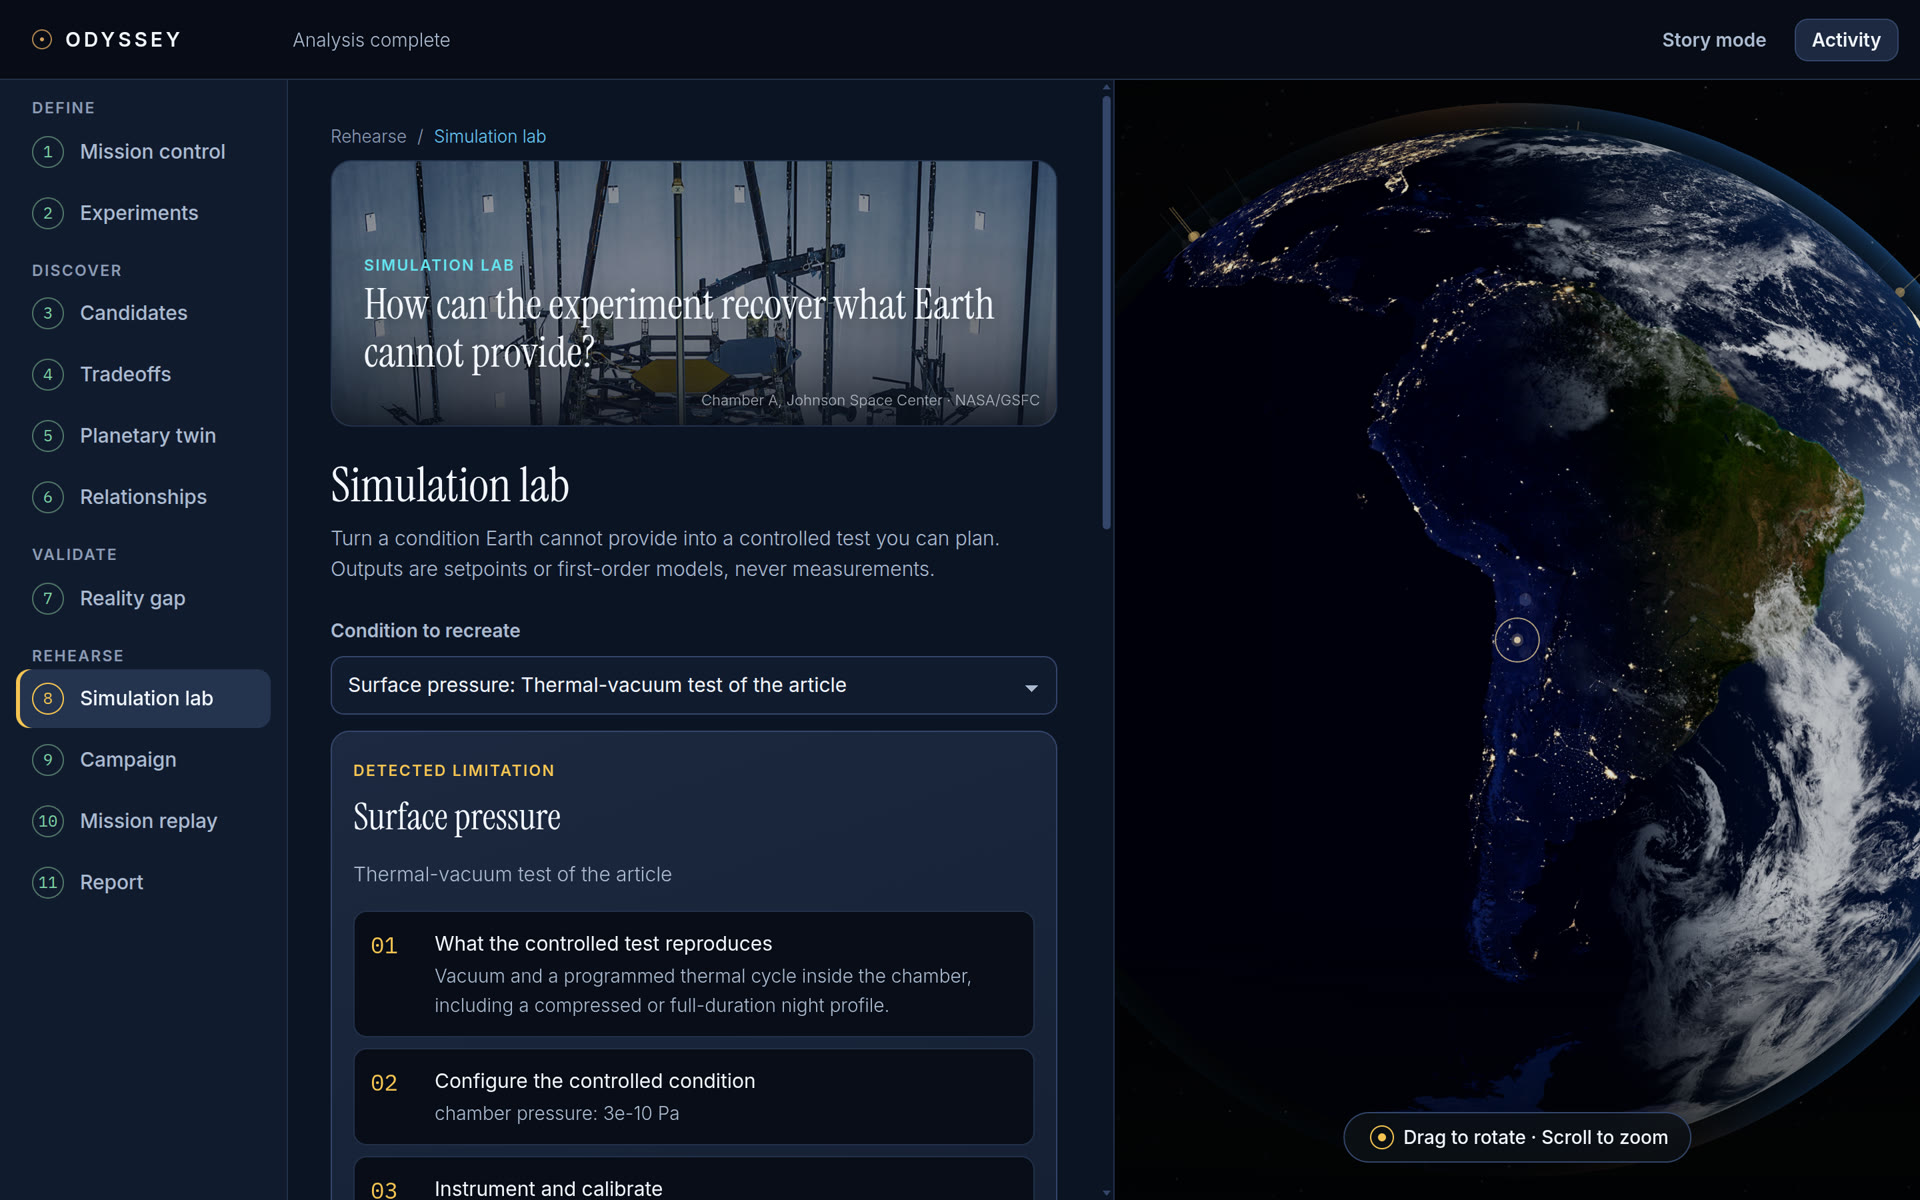 ODYSSEY
Analysis complete
Story mode
Activity
DEFINE
1 Mission control
2 Experiments
DISCOVER
3 Candidates
4 Tradeoffs
5 Planetary twin
6 Relationships
VALIDATE
7 Reality gap
REHEARSE
8 Simulation lab
9 Campaign
10 Mission replay
11 Report
Rehearse / Simulation lab
SIMULATION LAB
How can the experiment recover what Earth
cannot provide?
Chamber A, Johnson Space Center · NASA/GSFC
Simulation lab
Turn a condition Earth cannot provide into a controlled test you can plan.
Outputs are setpoints or first-order models, never measurements.
Condition to recreate
Surface pressure: Thermal-vacuum test of the article
DETECTED LIMITATION
Surface pressure
Thermal-vacuum test of the article
01 What the controlled test reproduces
Vacuum and a programmed thermal cycle inside the chamber,
including a compressed or full-duration night profile.
02 Configure the controlled condition
chamber pressure: 3e-10 Pa
03 Instrument and calibrate
Drag to rotate · Scroll to zoom